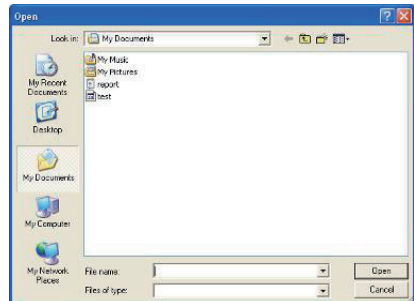 Open
Look in: My Documents
My Music
My Pictures
report
test
My Recent
Documents
Desktop
My Documents
My Computer
My Network
Places
File name:
Open
Files of type:
Cancel